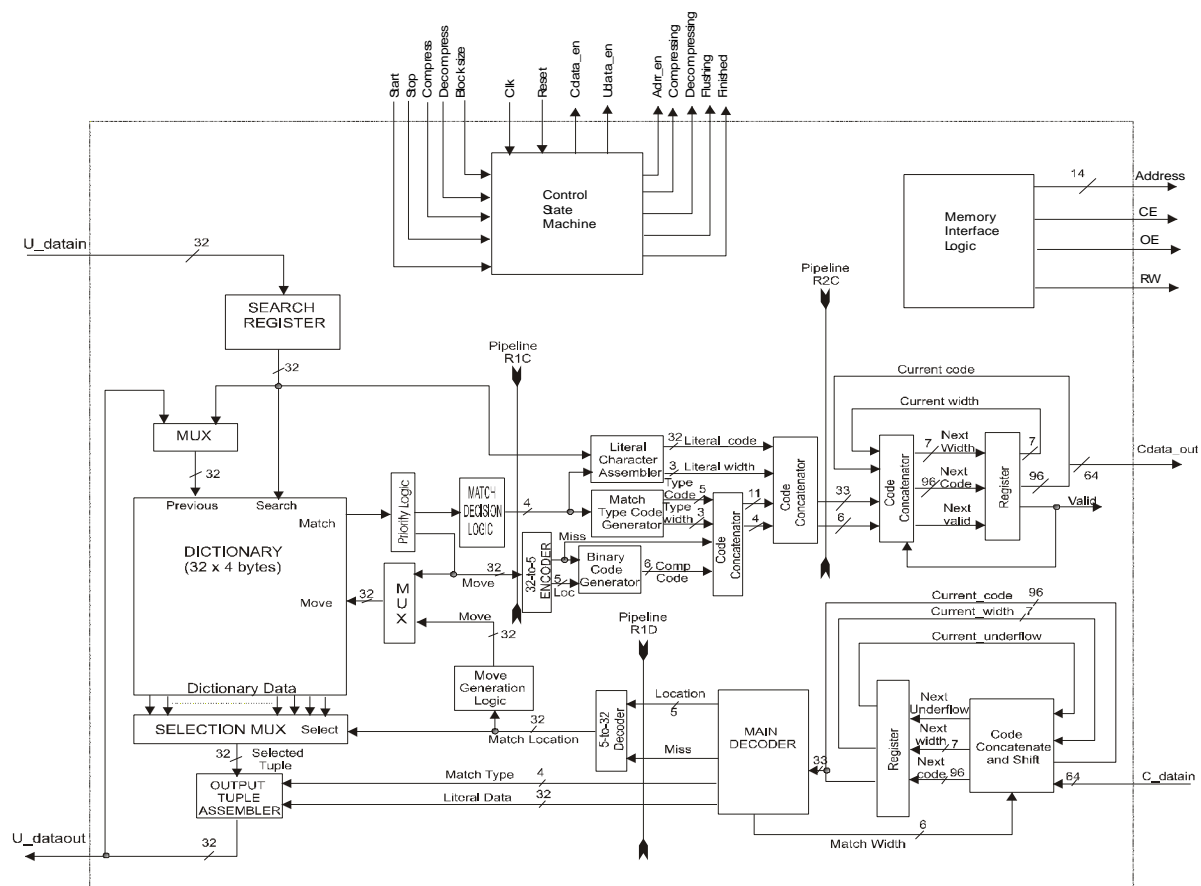 Start
Stop
Compress
Decompress
Block size
Clk
Reset
Cdata_en
Udata_en
Adrr_en
Compressing
Decompressing
Flushing
Finished
Control
State
Machine
Memory
Interface
Logic
14
Address
CE
OE
RW
U_datain
32
SEARCH
REGISTER
32
Pipeline
R1C
Pipeline
R2C
MUX
32
Previous
Search
Match
DICTIONARY
(32 x 4 bytes)
Move
Dictionary Data
Priority Logic
MATCH
DECISION
LOGIC
4
32
Move
MUX
32
Move
32
32-to-5
ENCODER
Miss
5
Loc
Binary
Code
Generator
6
Comp
Code
Literal
Character
Assembler
32
Literal_code
3
Literal width
Match
Type Code
Generator
Type
Code
5
Type
width
3
Code
Concatenator
11
4
Code
Concatenator
33
6
Current code
Current width
Code
Concatenator
7
Next
Width
96
Next
Code
Next
valid
Register
7
96
64
Cdata_out
Valid
Move
Generation
Logic
32
Match Location
SELECTION MUX
Select
32
Selected
Tuple
OUTPUT
TUPLE
ASSEMBLER
32
U_dataout
5-to-32
Decoder
Pipeline
R1D
Location
5
Miss
Match Type
4
Literal Data
32
MAIN
DECODER
33
Register
Current_code
96
Current_width
7
Current_underflow
Next
Underflow
Next
width
7
Next
code
96
Code
Concatenate
and Shift
64
C_datain
6
Match Width